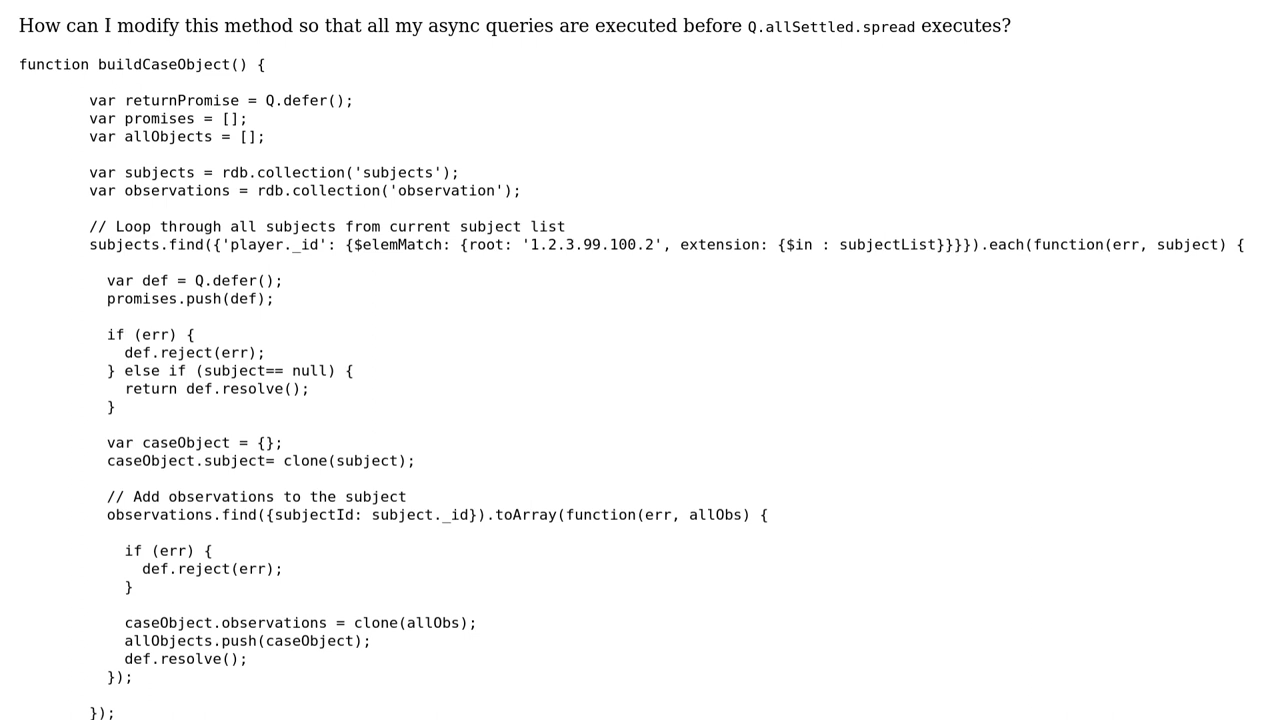 How can I modify this method so that all my async queries are executed before Q.allSettled.spread executes?
function buildCaseObject() {
var returnPromise = Q.defer();
var promises = [];
var allObjects = [];
var subjects = rdb.collection('subjects');
var observations = rdb.collection('observation');
// Loop through all subjects from current subject list
subjects.find({'player._id': {$elemMatch: {root: '1.2.3.99.100.2', extension: {$in : subjectList}}}}).each(function(err, subject) {
var def = Q.defer();
promises.push(def);
if (err) {
def.reject(err);
} else if (subject== null) {
return def.resolve();
}
var caseObject = {};
caseObject.subject= clone(subject);
// Add observations to the subject
observations.find({subjectId: subject._id}).toArray(function(err, allObs) {
if (err) {
def.reject(err);
}
caseObject.observations = clone(allObs);
allObjects.push(caseObject);
def.resolve();
});
});